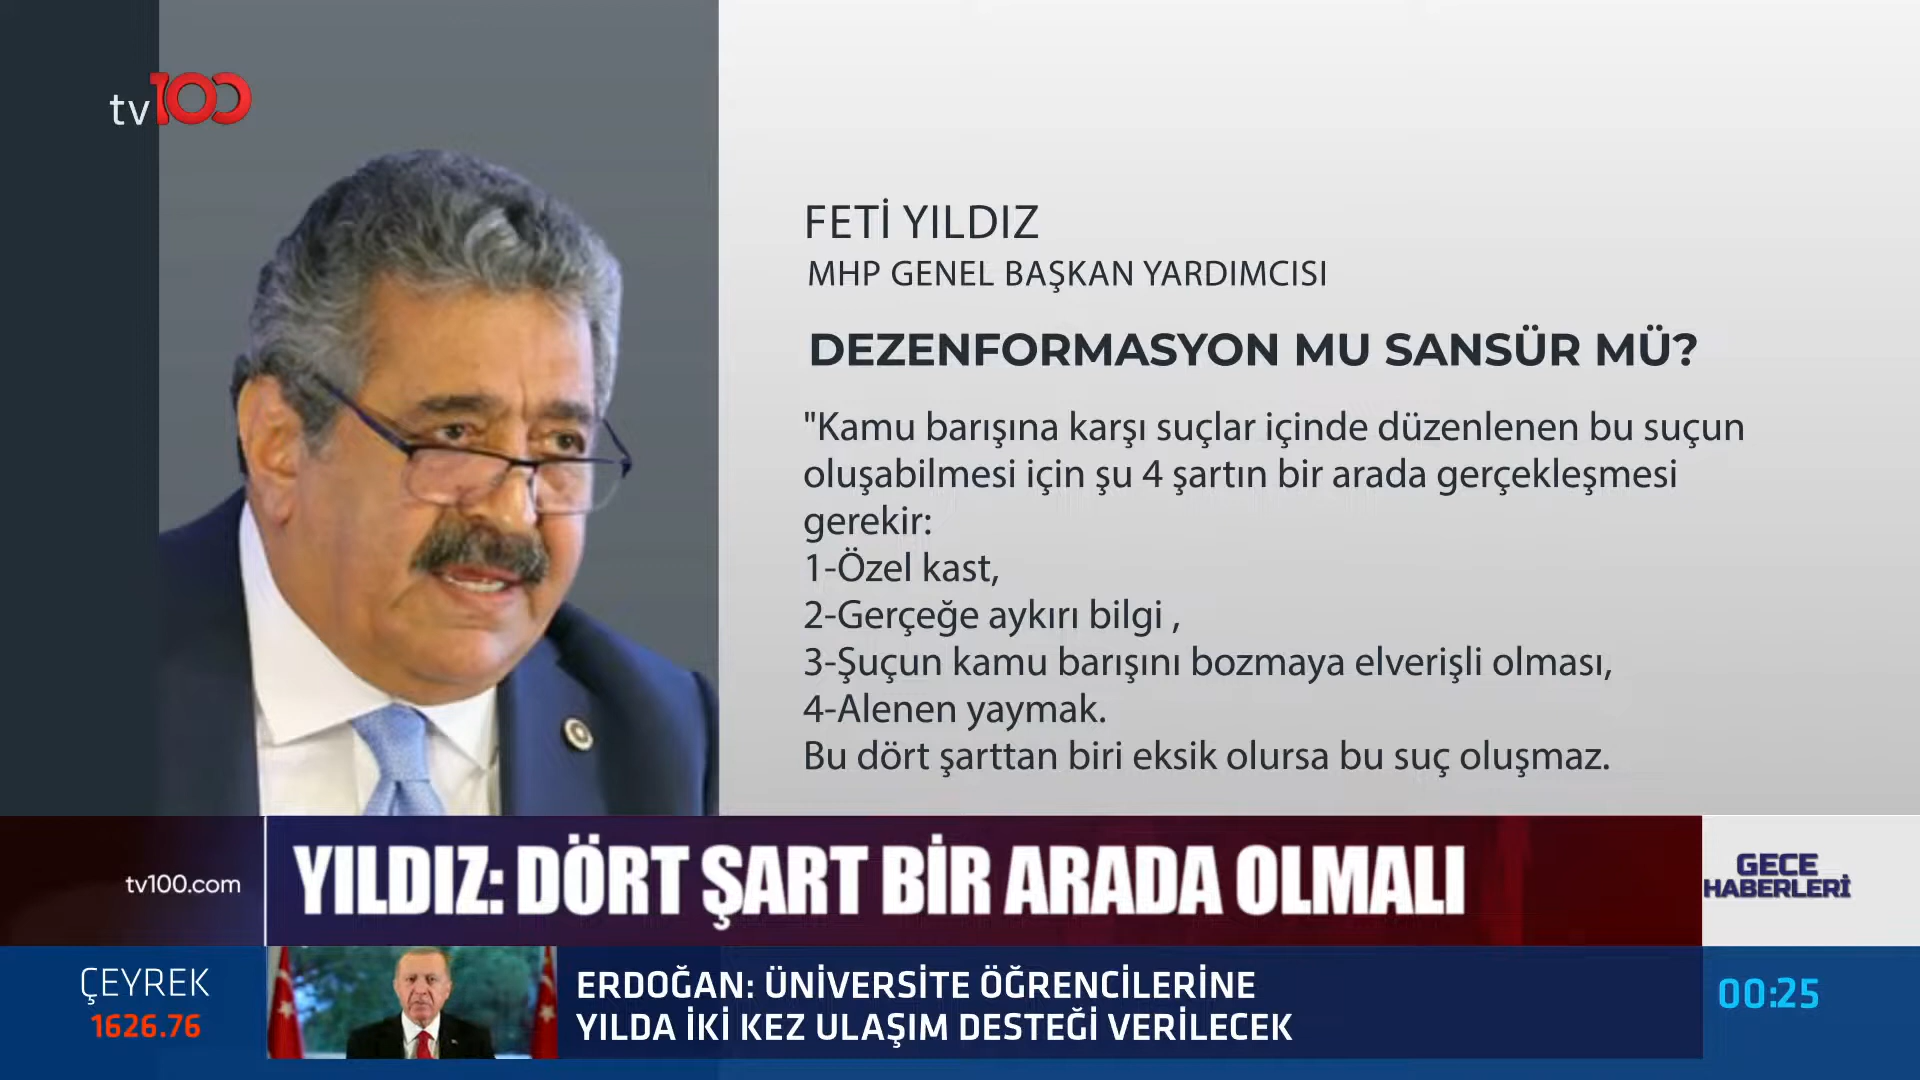 tv100
FETİ YILDIZ
MHP GENEL BAŞKAN YARDIMCISI
DEZENFORMASYON MU SANSÜR MÜ?
"Kamu barışına karşı suçlar içinde düzenlenen bu suçun
oluşabilmesi için şu 4 şartın bir arada gerçekleşmesi
gerekir:
1-Özel kast,
2-Gerçeğe aykırı bilgi ,
3-Şuçun kamu barışını bozmaya elverişli olması,
4-Alenen yaymak.
Bu dört şarttan biri eksik olursa bu suç oluşmaz.
tv100.com
YILDIZ: DÖRT ŞART BİR ARADA OLMALI
GECE
HABERLERİ
ÇEYREK
1626.76
ERDOĞAN: ÜNİVERSİTE ÖĞRENCİLERİNE
YILDA İKİ KEZ ULAŞIM DESTEĞİ VERİLECEK
00:25